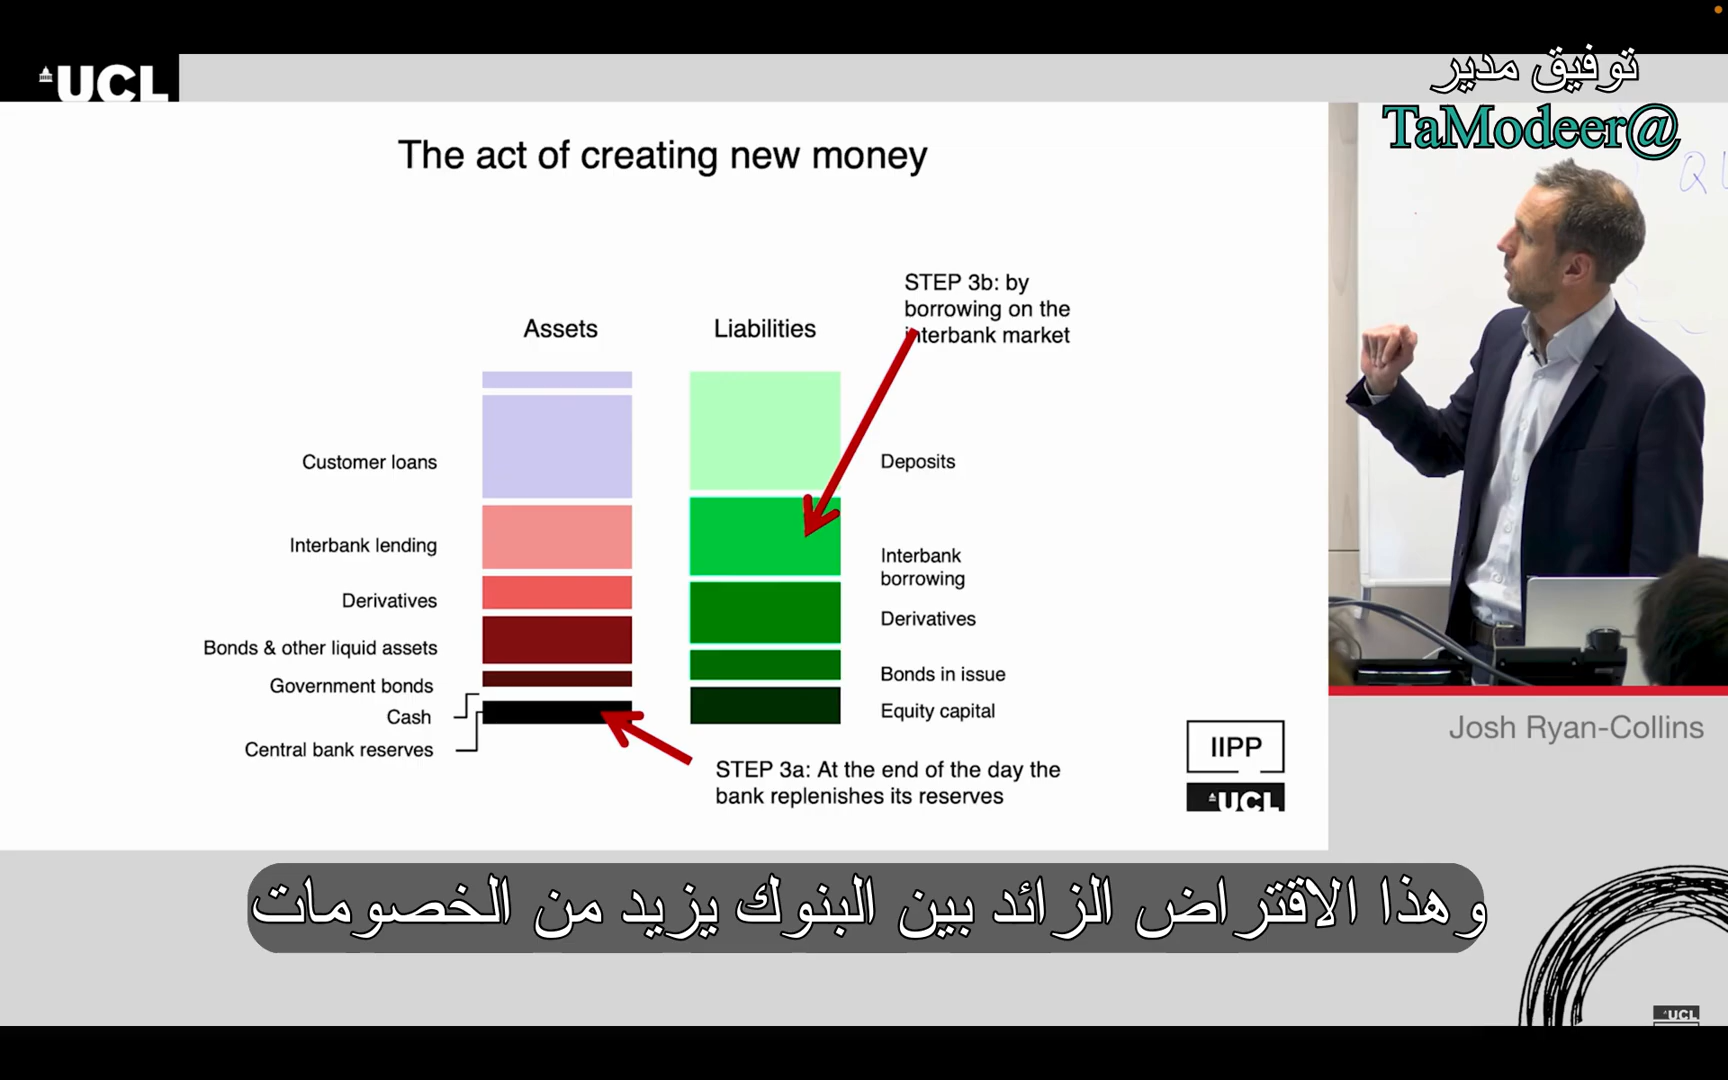 UCL
توفيق مدير
TaModeer@
The act of creating new money
QU
STEP 3b: by
borrowing on the
interbank market
Assets
Liabilities
Customer loans
Deposits
Interbank lending
Interbank
borrowing
Derivatives
Derivatives
Bonds & other liquid assets
Bonds in issue
Government bonds
Cash
Equity capital
Central bank reserves
STEP 3a: At the end of the day the
bank replenishes its reserves
IIPP
UCL
Josh Ryan-Collins
وهذا الاقتراض الزائد بين البنوك يزيد من الخصومات
UCL